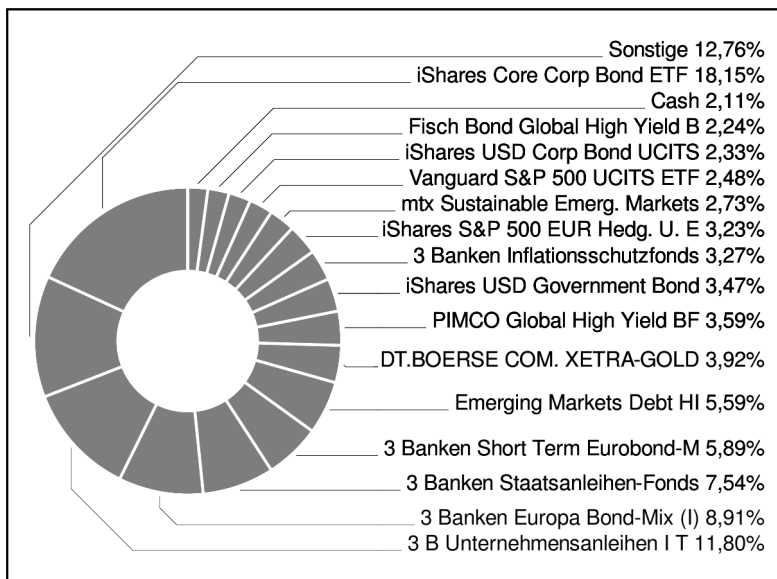 Sonstige 12,76%
iShares Core Corp Bond ETF 18,15%
Cash 2,11%
Fisch Bond Global High Yield B 2,24%
iShares USD Corp Bond UCITS 2,33%
Vanguard S&P 500 UCITS ETF 2,48%
mtx Sustainable Emerg. Markets 2,73%
iShares S&P 500 EUR Hedg. U. E 3,23%
3 Banken Inflationsschutzfonds 3,27%
iShares USD Government Bond 3,47%
PIMCO Global High Yield BF 3,59%
DT.BOERSE COM. XETRA-GOLD 3,92%
Emerging Markets Debt HI 5,59%
3 Banken Short Term Eurobond-M 5,89%
3 Banken Staatsanleihen-Fonds 7,54%
3 Banken Europa Bond-Mix (I) 8,91%
3 B Unternehmensanleihen I T 11,80%